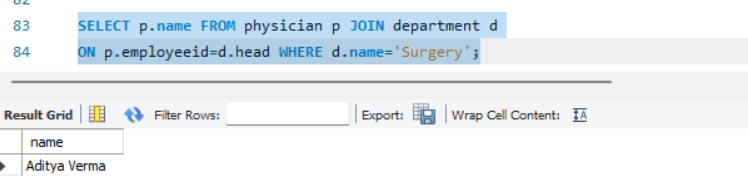 83 SELECT p.name FROM physician p JOIN department d
84 ON p.employeeid=d.head WHERE d.name='Surgery';
Result Grid Filter Rows: Export: Wrap Cell Content: IA
name
Aditya Verma